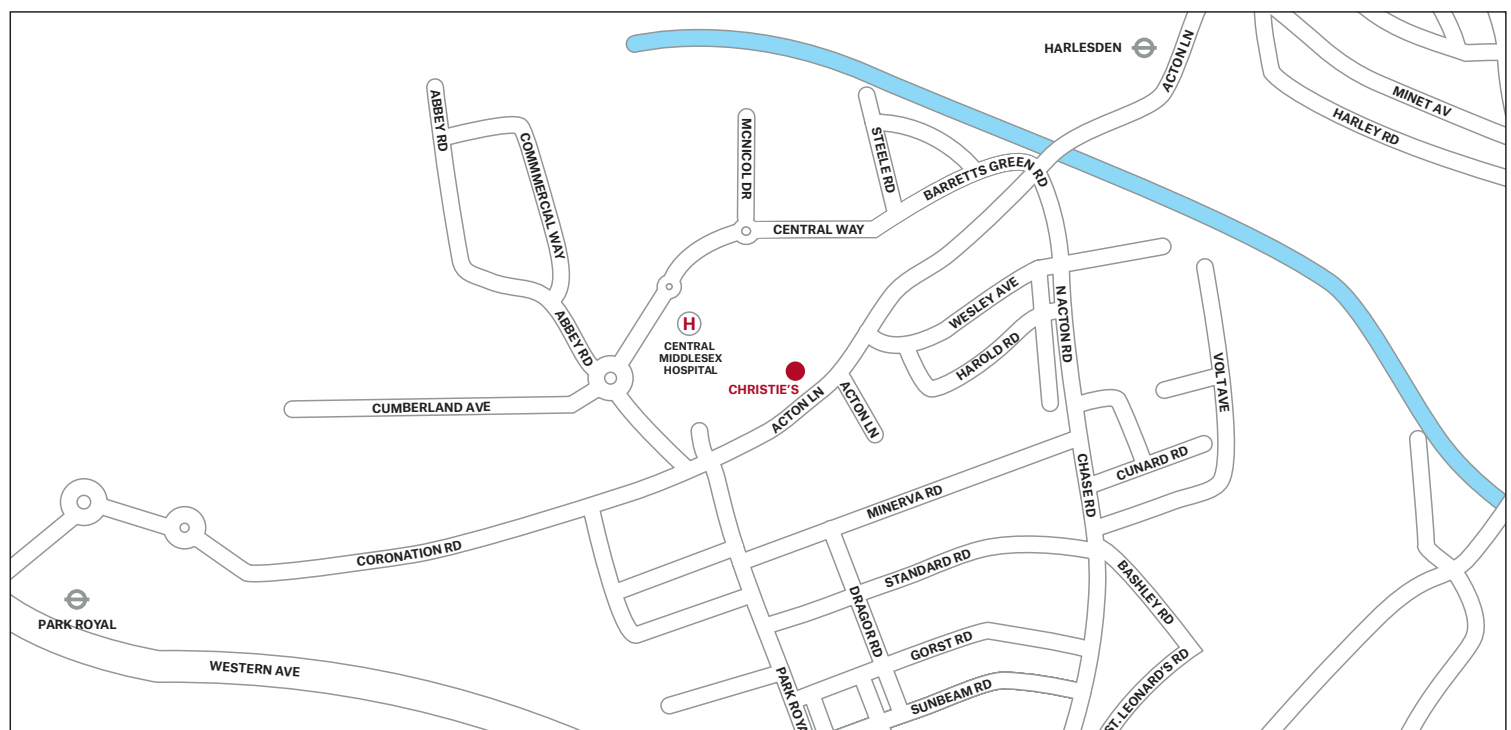 HARLESDEN
ACTON LN
MINET AV
HARLEY RD
ABBEY RD
COMMMERCIAL WAY
MCNICOL DR
STEELE RD
BARRETTS GREEN RD
CENTRAL WAY
ABBEY RD
H
CENTRAL
MIDDLESEX
HOSPITAL
WESLEY AVE
N ACTON RD
HAROLD RD
VOLT AVE
CHRISTIE'S
ACTON LN
ACTON LN
CUMBERLAND AVE
CUNARD RD
CHASE RD
MINERVA RD
CORONATION RD
STANDARD RD
BASHLEY RD
DRAGOR RD
PARK ROYAL
GORST RD
WESTERN AVE
PARK ROYA
SUNBEAM RD
ST. LEONARD'S RD